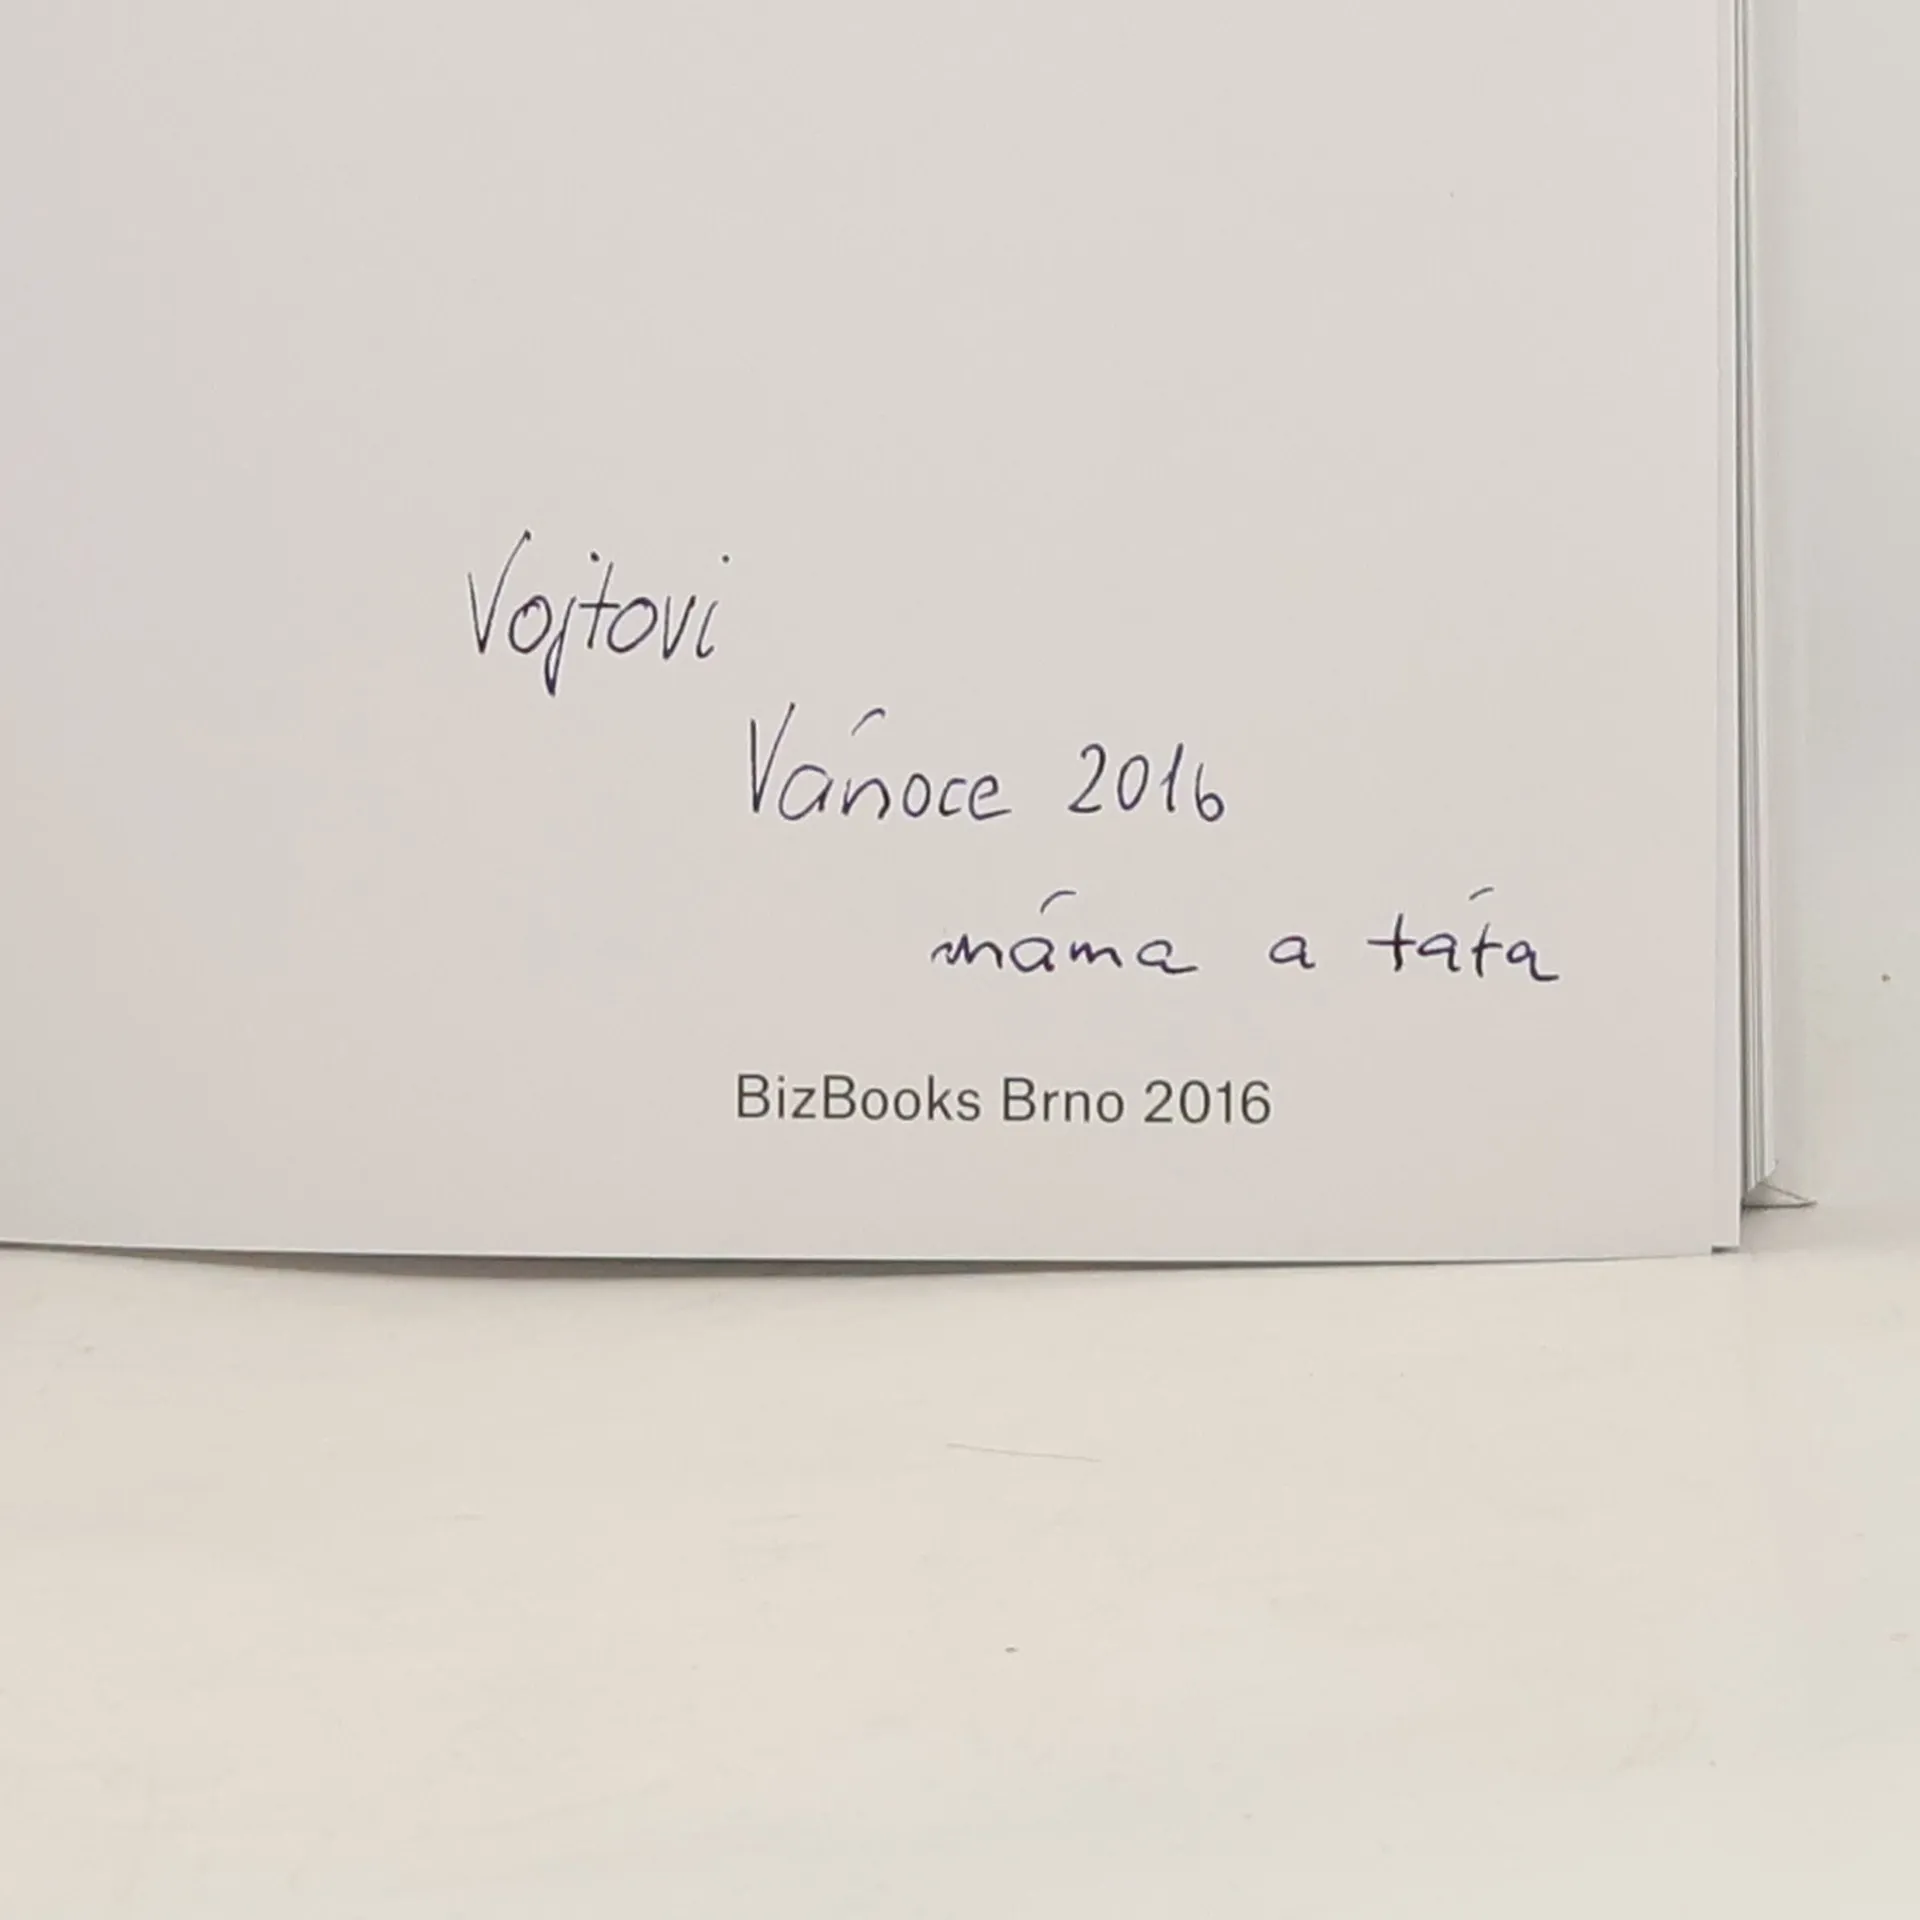 Vojtovi
Vánoce 2016
máma a táta
BizBooks Brno 2016